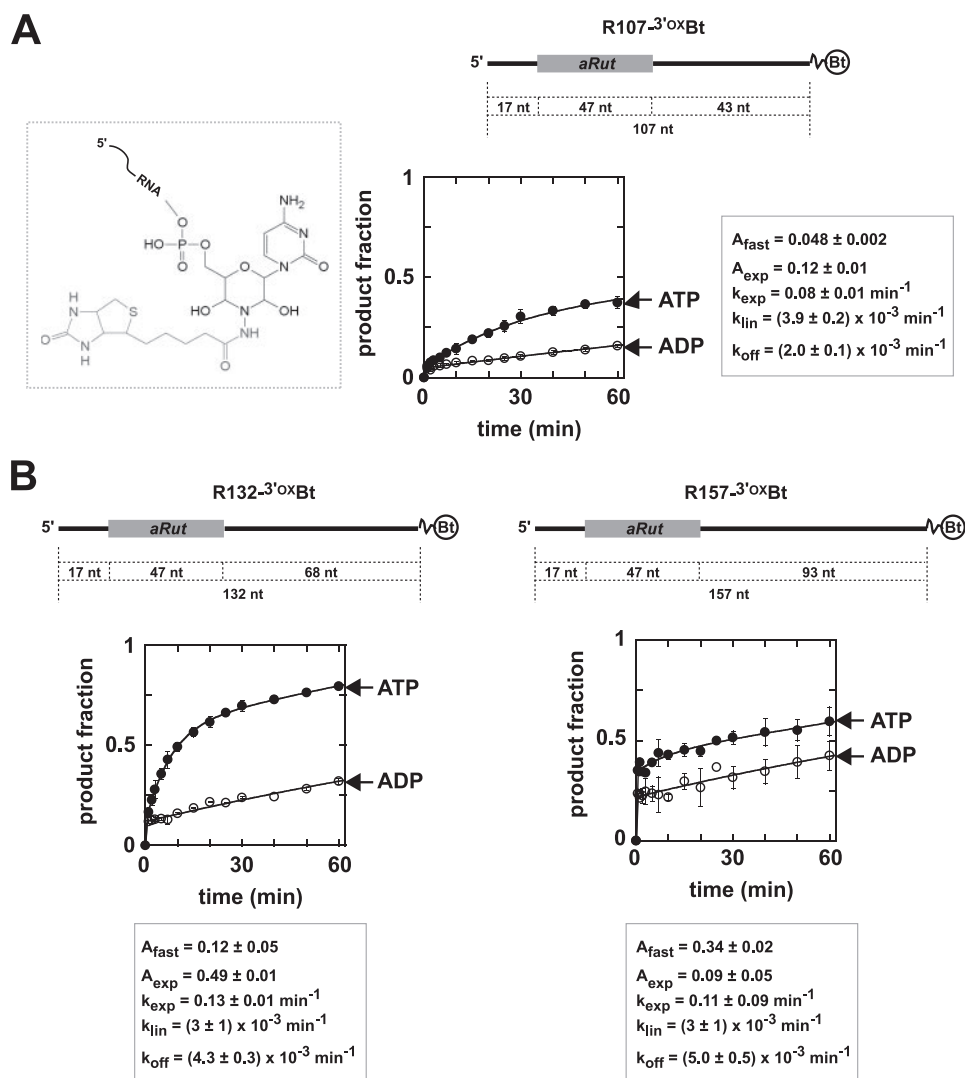 A
R107-3'OXBt
5' aRut Bt
17 nt 47 nt 43 nt
107 nt
5'
RNA
O
HO P O
O
NH2
N
N O
O
OH N OH
NH
O
H
N
O
N
H
S
product fraction
1
0.5
0
0 30 60
time (min)
ATP
ADP
Afast = 0.048 ± 0.002
Aexp = 0.12 ± 0.01
kexp = 0.08 ± 0.01 min-1
klin = (3.9 ± 0.2) x 10-3 min-1
koff = (2.0 ± 0.1) x 10-3 min-1
B
R132-3'OXBt
5' aRut Bt
17 nt 47 nt 68 nt
132 nt
product fraction
1
0.5
0
0 30 60
time (min)
ATP
ADP
Afast = 0.12 ± 0.05
Aexp = 0.49 ± 0.01
kexp = 0.13 ± 0.01 min-1
klin = (3 ± 1) x 10-3 min-1
koff = (4.3 ± 0.3) x 10-3 min-1
R157-3'OXBt
5' aRut Bt
17 nt 47 nt 93 nt
157 nt
product fraction
1
0.5
0
0 30 60
time (min)
ATP
ADP
Afast = 0.34 ± 0.02
Aexp = 0.09 ± 0.05
kexp = 0.11 ± 0.09 min-1
klin = (3 ± 1) x 10-3 min-1
koff = (5.0 ± 0.5) x 10-3 min-1